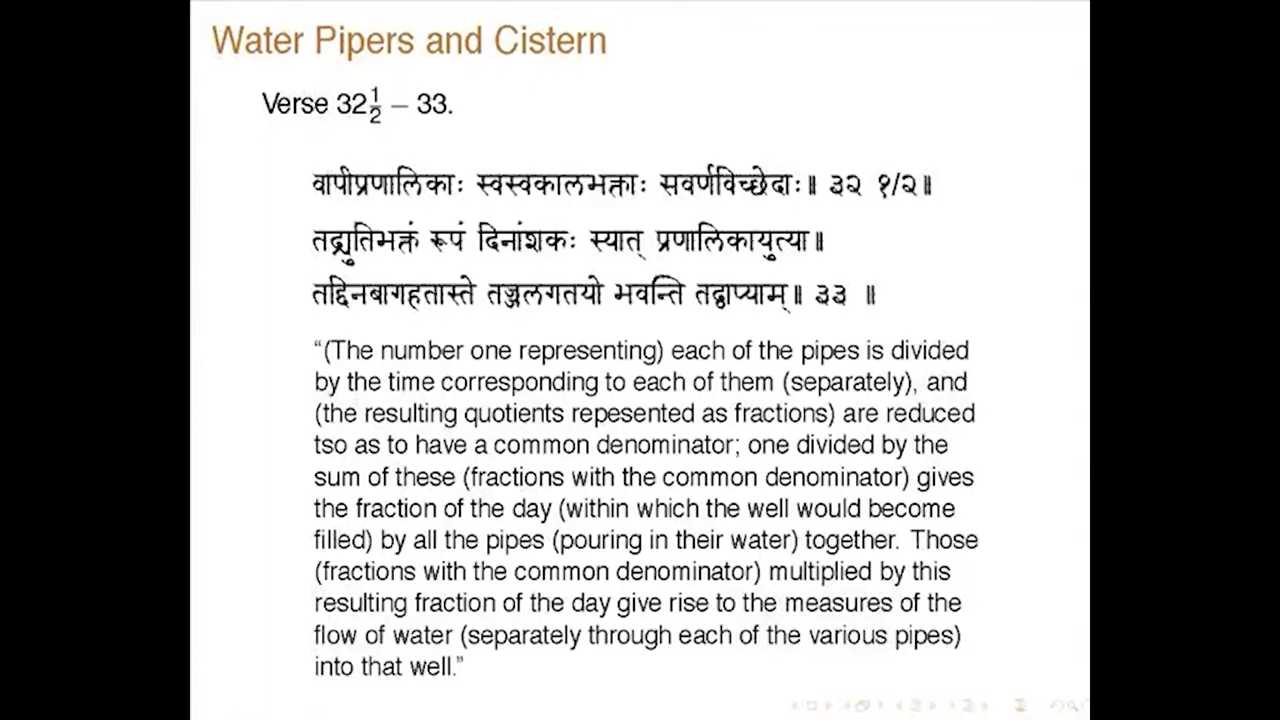 Water Pipers and Cistern
Verse 32½ – 33.
वापीप्रणालिकाः स्वस्वकालभक्ताः सवर्णविच्छेदाः॥ ३२ १/२॥
तद्युतिभक्तं रूपं दिनांशकः स्यात् प्रणालिकायुत्या॥
तद्दिनबागहतास्ते तज्जलगतयो भवन्ति तद्वाप्याम्॥ ३३ ॥
“(The number one representing) each of the pipes is divided
by the time corresponding to each of them (separately), and
(the resulting quotients repesented as fractions) are reduced
tso as to have a common denominator; one divided by the
sum of these (fractions with the common denominator) gives
the fraction of the day (within which the well would become
filled) by all the pipes (pouring in their water) together. Those
(fractions with the common denominator) multiplied by this
resulting fraction of the day give rise to the measures of the
flow of water (separately through each of the various pipes)
into that well.”